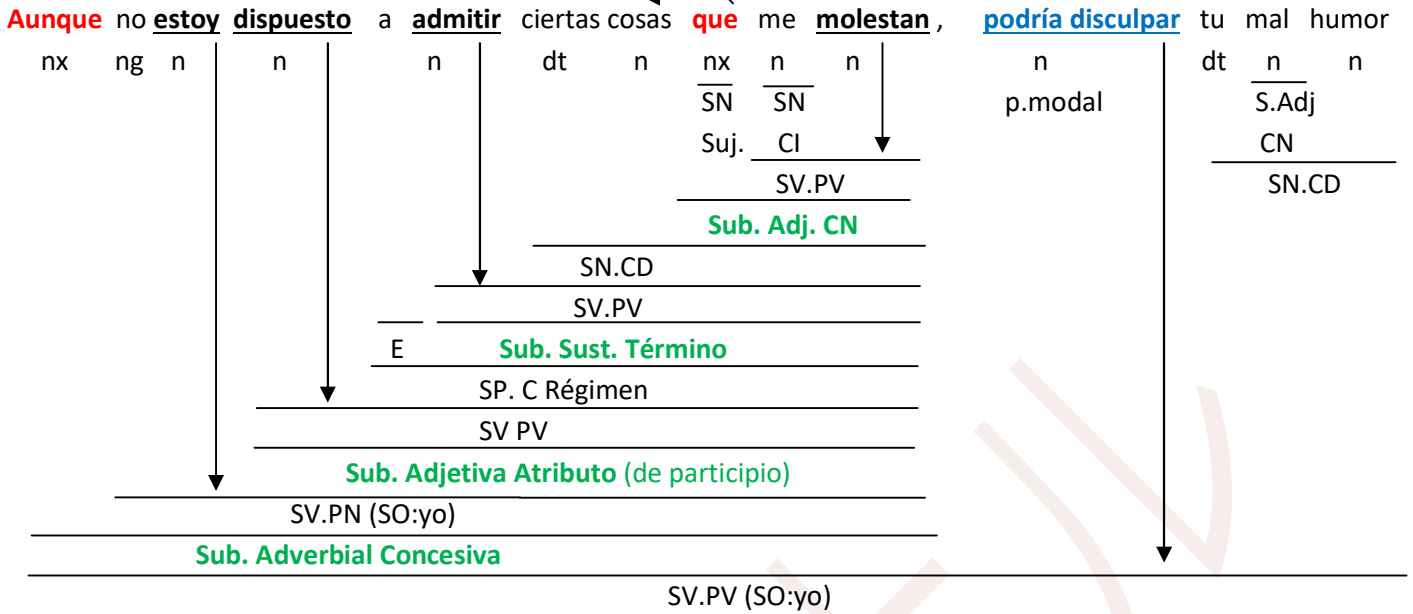 Aunque no estoy dispuesto a admitir ciertas cosas que me molestan, podría disculpar tu mal humor
nx ng n n n dt n nx n n n dt n n
SN SN p.modal S.Adj
Suj. CI CN
SV.PV SN.CD
Sub. Adj. CN
SN.CD
SV.PV
E Sub. Sust. Término
SP. C Régimen
SV PV
Sub. Adjetiva Atributo (de participio)
SV.PN (SO:yo)
Sub. Adverbial Concesiva
SV.PV (SO:yo)